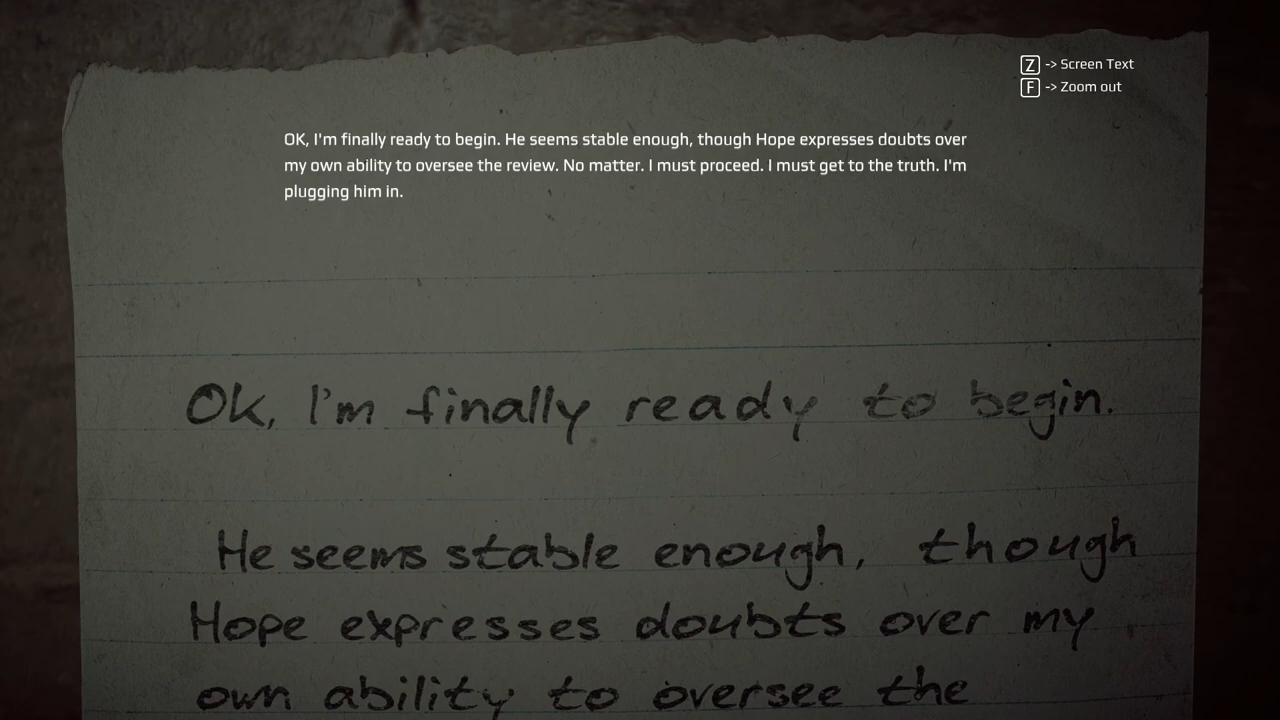 Z -> Screen Text
F -> Zoom out
OK, I'm finally ready to begin. He seems stable enough, though Hope expresses doubts over
my own ability to oversee the review. No matter. I must proceed. I must get to the truth. I'm
plugging him in.
Ok, I'm finally ready to begin.
He seems stable enough, though
Hope expresses doubts over my
own ability to oversee the